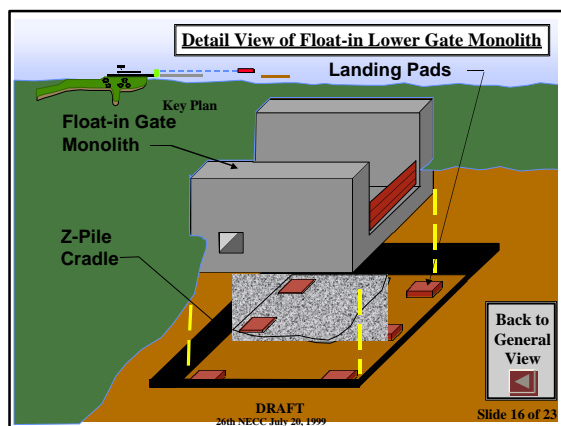 Detail View of Float-in Lower Gate Monolith
Landing Pads
Key Plan
Float-in Gate
Monolith
Z-Pile
Cradle
Back to
General
View
DRAFT
26th NECC July 20, 1999
Slide 16 of 23